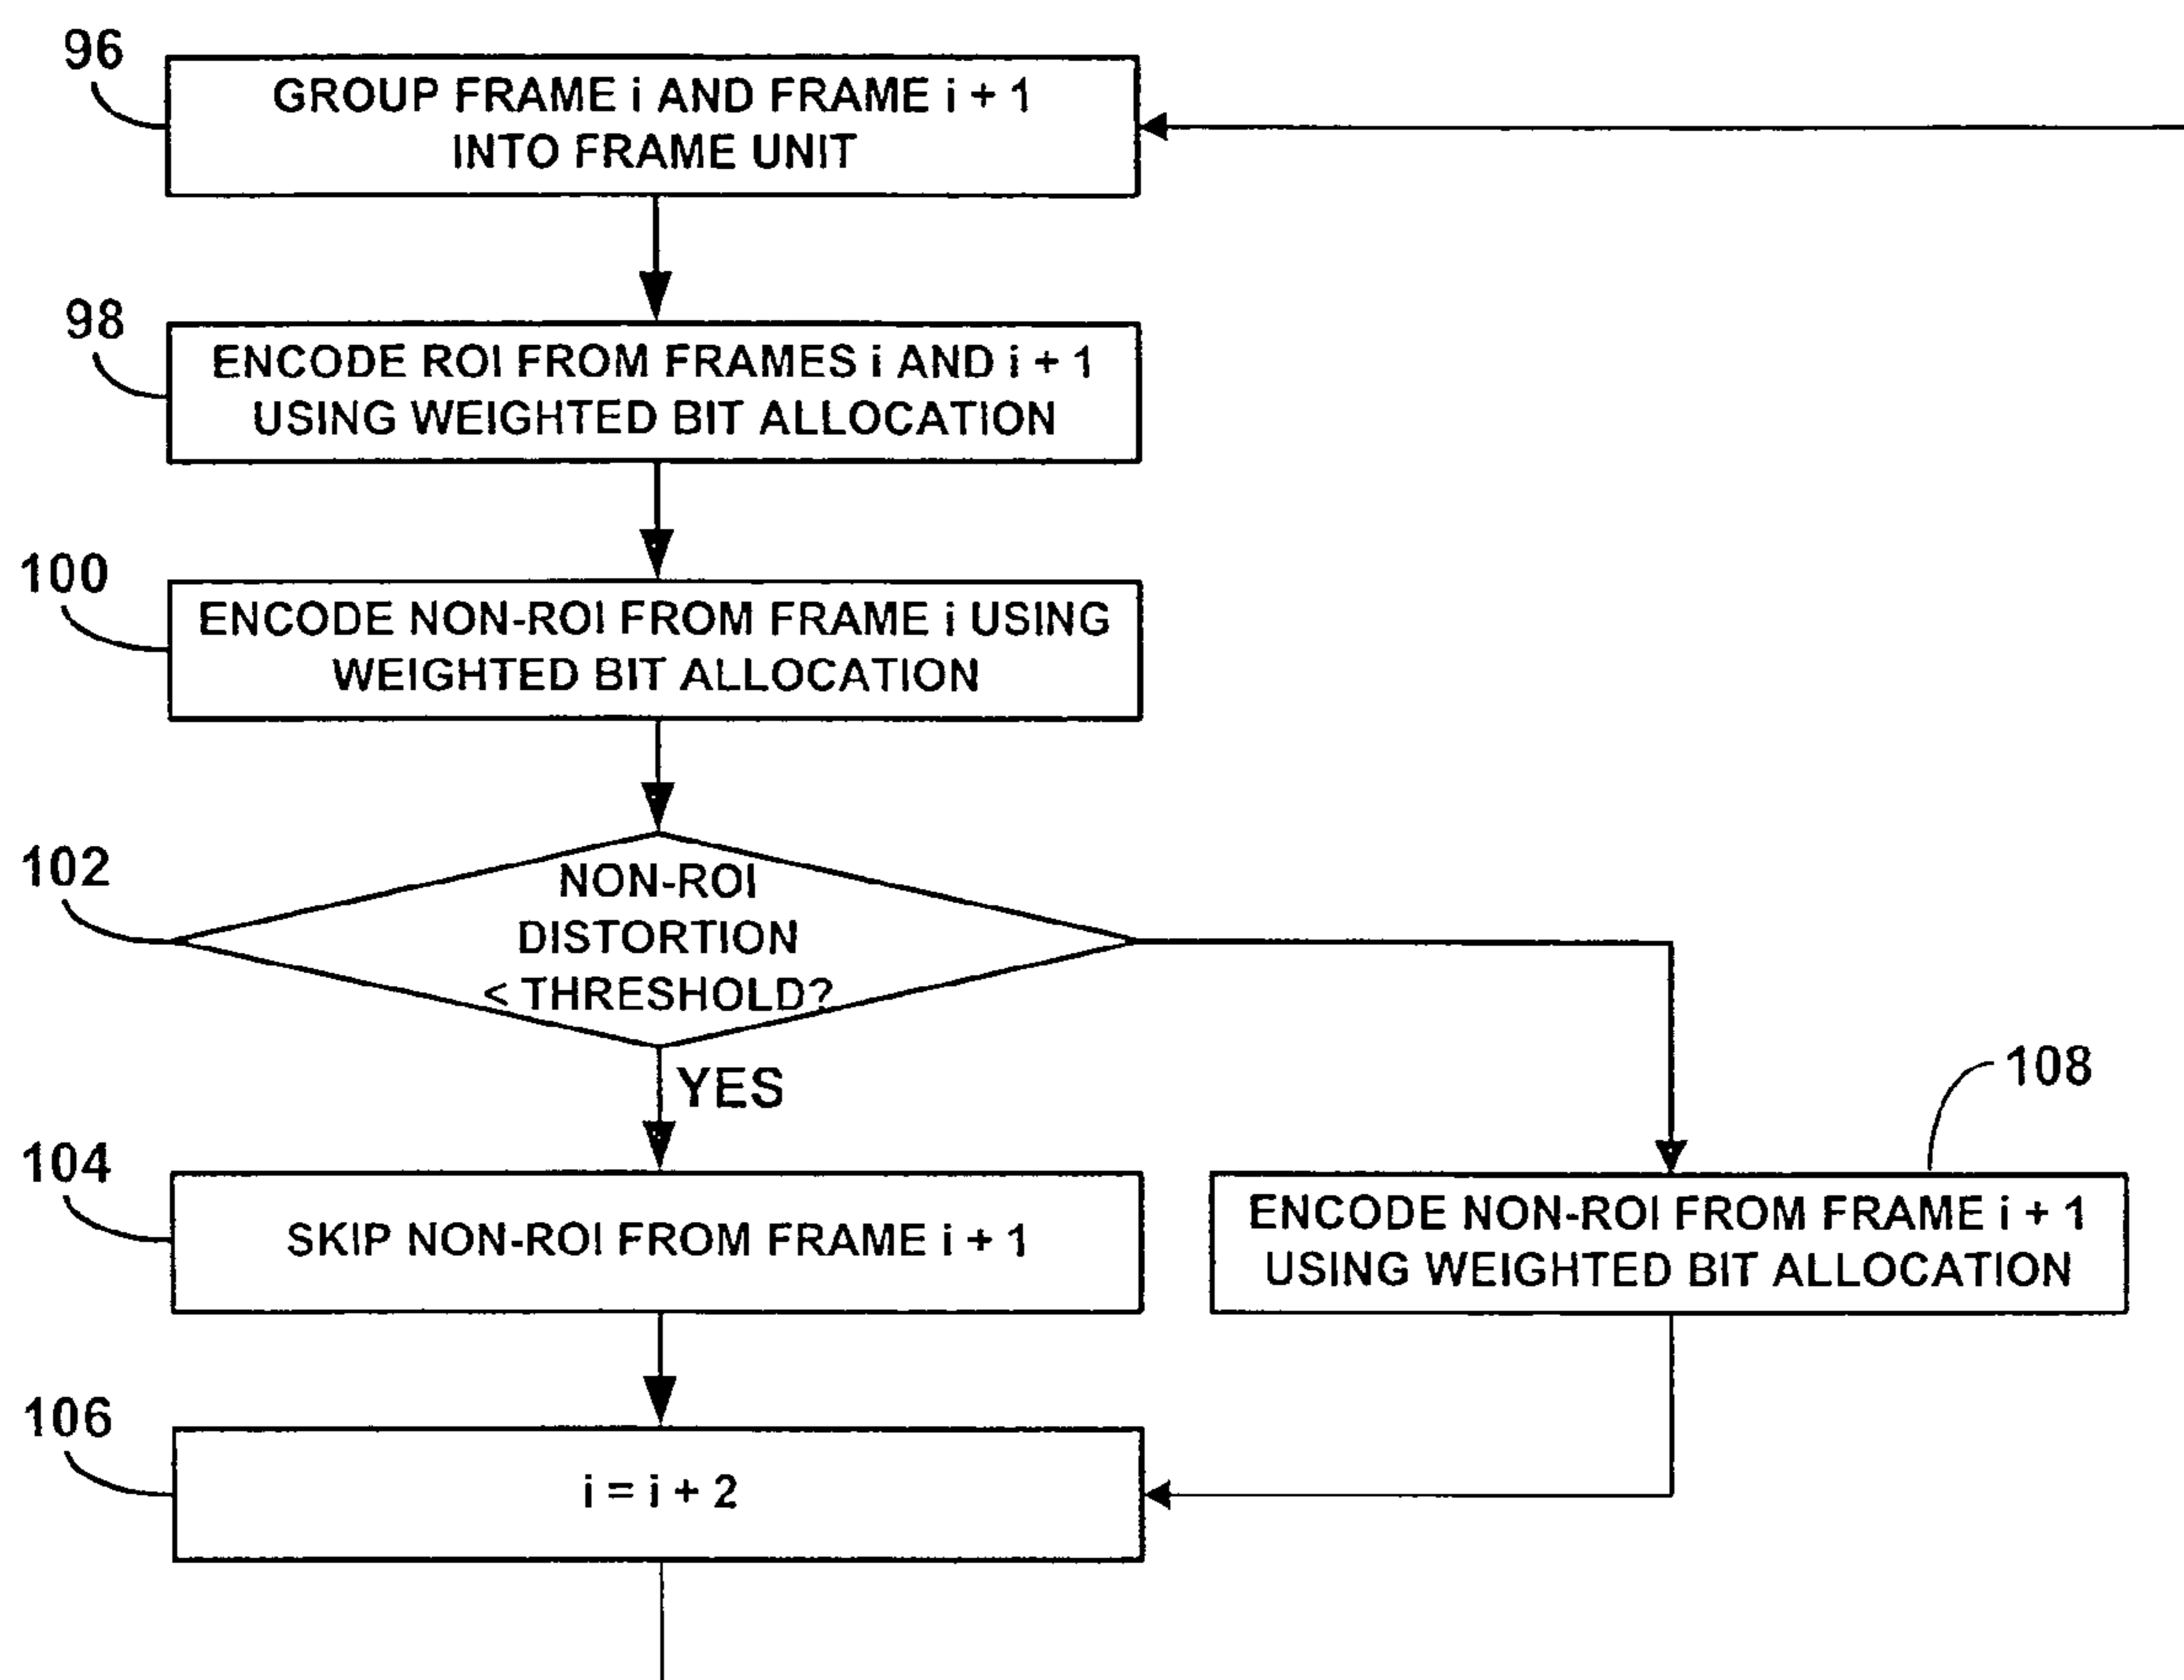 96
GROUP FRAME i AND FRAME i + 1
INTO FRAME UNIT
98
ENCODE ROI FROM FRAMES i AND i + 1
USING WEIGHTED BIT ALLOCATION
100
ENCODE NON-ROI FROM FRAME i USING
WEIGHTED BIT ALLOCATION
102
NON-ROI
DISTORTION
< THRESHOLD?
YES
108
104
SKIP NON-ROI FROM FRAME i + 1
ENCODE NON-ROI FROM FRAME i + 1
USING WEIGHTED BIT ALLOCATION
106
i = i + 2